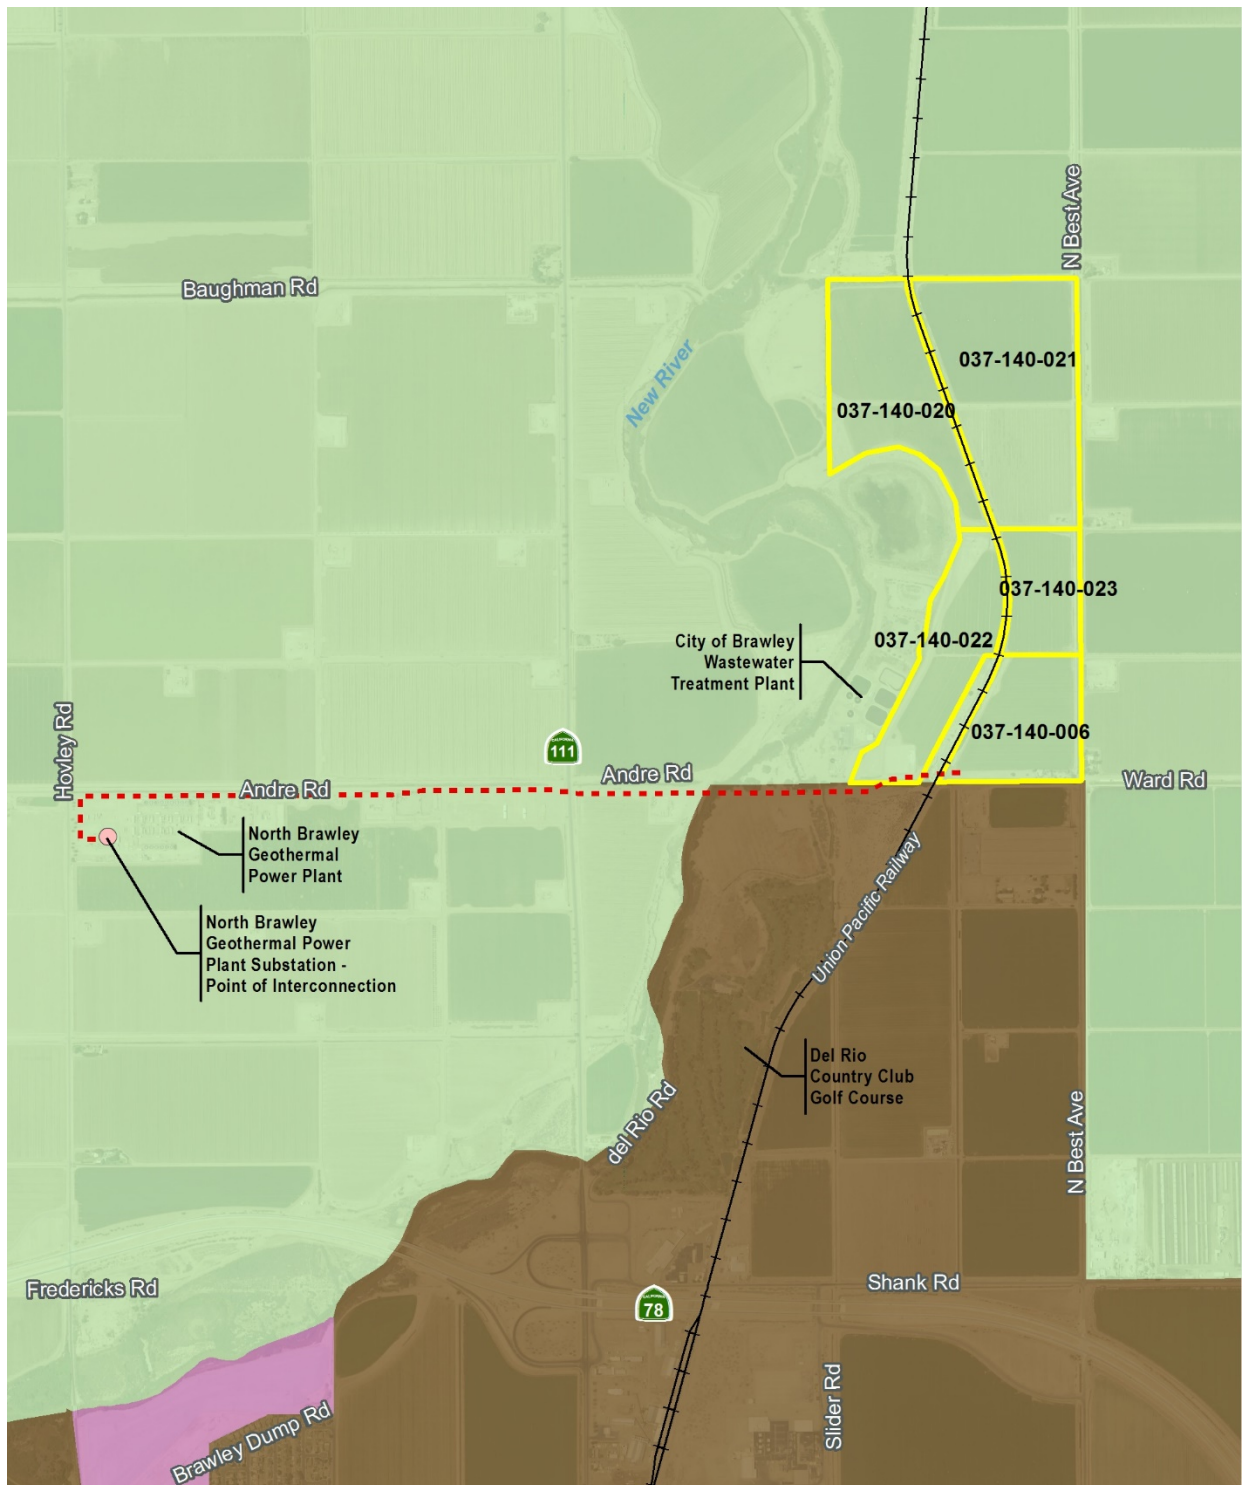 N Best Ave
Baughman Rd
New River
037-140-021
037-140-020
037-140-023
037-140-022
City of Brawley
Wastewater
Treatment Plant
037-140-006
Hovley Rd
CALIFORNIA
111
Andre Rd
Andre Rd
Ward Rd
North Brawley
Geothermal
Power Plant
North Brawley
Geothermal Power
Plant Substation -
Point of Interconnection
Union Pacific Railway
Del Rio
Country Club
Golf Course
del Rio Rd
N Best Ave
Fredericks Rd
Shank Rd
CALIFORNIA
78
Slider Rd
Brawley Dump Rd